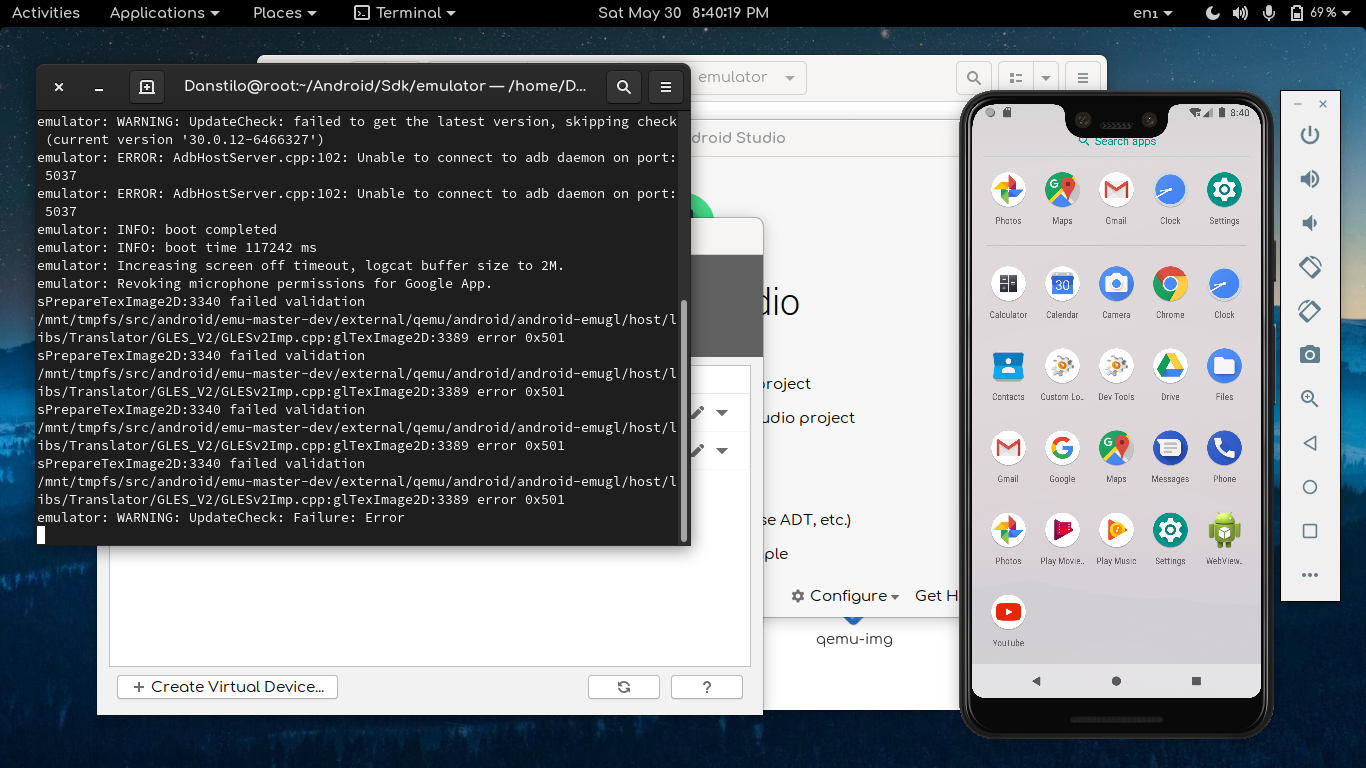 Activities Applications Places Terminal Sat May 30 8:40:19 PM en₁ 69%
emulator
Danstilo@root:~/Android/Sdk/emulator — /home/D...
emulator: WARNING: UpdateCheck: failed to get the latest version, skipping check
(current version '30.0.12-6466327')
emulator: ERROR: AdbHostServer.cpp:102: Unable to connect to adb daemon on port:
5037
emulator: ERROR: AdbHostServer.cpp:102: Unable to connect to adb daemon on port:
5037
emulator: INFO: boot completed
emulator: INFO: boot time 117242 ms
emulator: Increasing screen off timeout, logcat buffer size to 2M.
emulator: Revoking microphone permissions for Google App.
sPrepareTexImage2D:3340 failed validation
/mnt/tmpfs/src/android/emu-master-dev/external/qemu/android/android-emugl/host/l
ibs/Translator/GLES_V2/GLESv2Imp.cpp:glTexImage2D:3389 error 0x501
sPrepareTexImage2D:3340 failed validation
/mnt/tmpfs/src/android/emu-master-dev/external/qemu/android/android-emugl/host/l
ibs/Translator/GLES_V2/GLESv2Imp.cpp:glTexImage2D:3389 error 0x501
sPrepareTexImage2D:3340 failed validation
/mnt/tmpfs/src/android/emu-master-dev/external/qemu/android/android-emugl/host/l
ibs/Translator/GLES_V2/GLESv2Imp.cpp:glTexImage2D:3389 error 0x501
sPrepareTexImage2D:3340 failed validation
/mnt/tmpfs/src/android/emu-master-dev/external/qemu/android/android-emugl/host/l
ibs/Translator/GLES_V2/GLESv2Imp.cpp:glTexImage2D:3389 error 0x501
emulator: WARNING: UpdateCheck: Failure: Error
droid Studio
dio
project
udio project
se ADT, etc.)
ple
Configure Get H
qemu-img
+ Create Virtual Device...
?
8:40
Search apps
Photos Maps Gmail Clock Settings
30
Calculator Calendar Camera Chrome Clock
Contacts Custom Lo.. Dev Tools Drive Files
Gmail Google Maps Messages Phone
Photos Play Movie.. Play Music Settings WebView..
YouTube